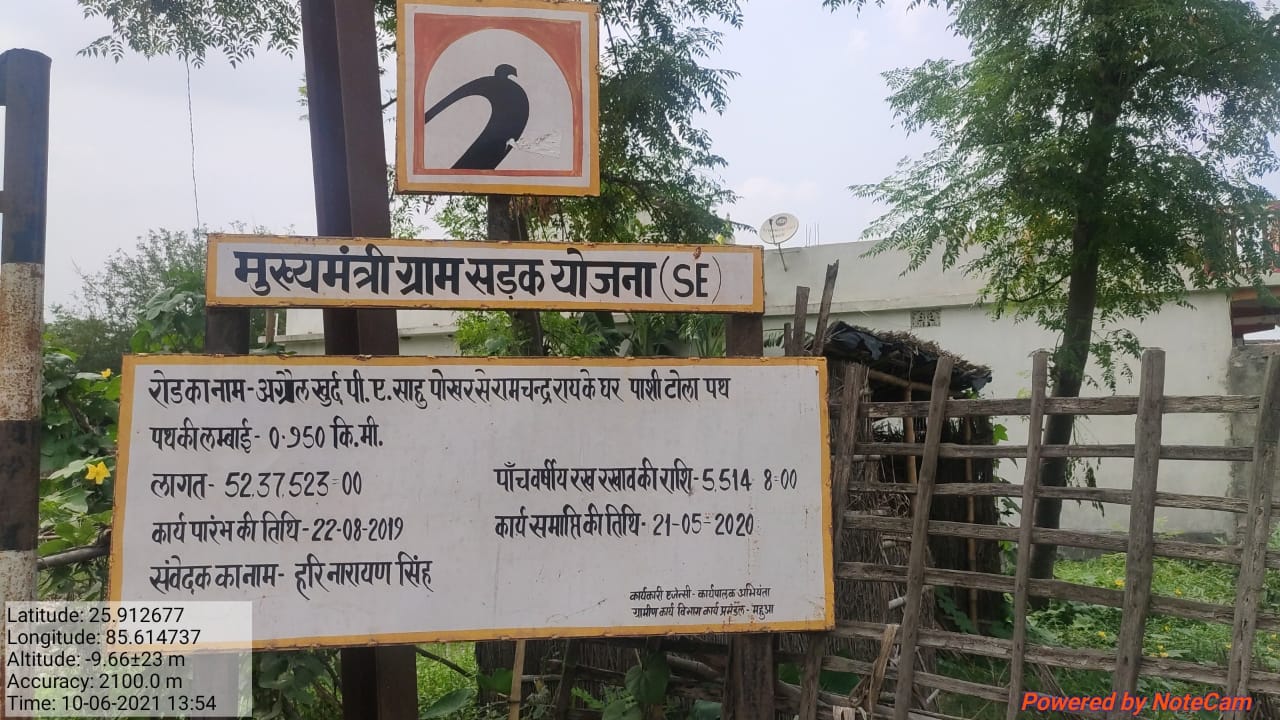 मुख्यमंत्री ग्राम सड़क योजना (SE)
रोड का नाम- अग्रौल खुर्द पी. ए. साहु पोखर से रामचन्द्र राय के घर पाशी टोला पथ
पथ की लम्बाई- 0.950 कि.मी.
लागत- 52,37,523=00 पाँच वर्षीय रख रखाव की राशि- 5,514 8=00
कार्य पारंभ की तिथि- 22-08-2019 कार्य समाप्ति की तिथि- 21-05-2020
संवेदक का नाम- हरि नारायण सिंह
कार्यकारी एजेन्सी- कार्यपालक अभियंता
ग्रामीण कार्य विभाग कार्य प्रमंडल- महुआ
Latitude: 25.912677
Longitude: 85.614737
Altitude: -9.66±23 m
Accuracy: 2100.0 m
Time: 10-06-2021 13:54
Powered by NoteCam